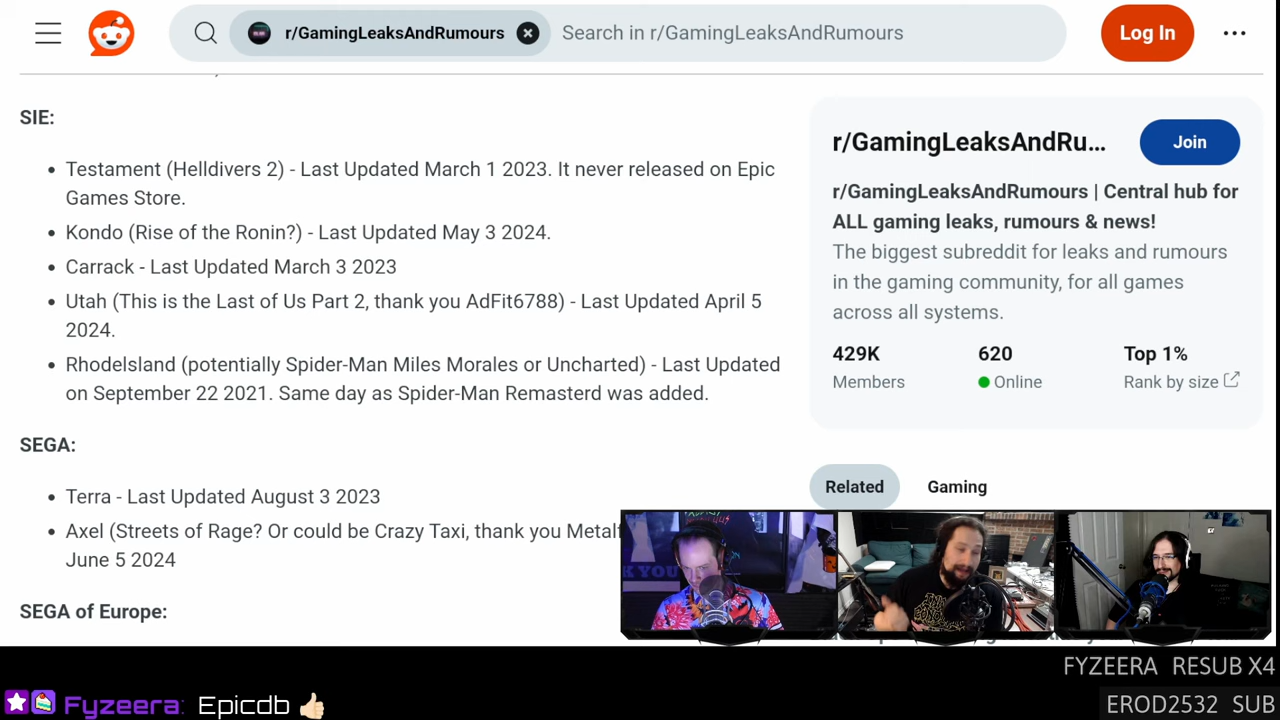 r/GamingLeaksAndRumours
Search in r/GamingLeaksAndRumours
Log In
SIE:
Testament (Helldivers 2) - Last Updated March 1 2023. It never released on Epic
Games Store.
Kondo (Rise of the Ronin?) - Last Updated May 3 2024.
Carrack - Last Updated March 3 2023
Utah (This is the Last of Us Part 2, thank you AdFit6788) - Last Updated April 5
2024.
RhodeIsland (potentially Spider-Man Miles Morales or Uncharted) - Last Updated
on September 22 2021. Same day as Spider-Man Remasterd was added.
SEGA:
Terra - Last Updated August 3 2023
Axel (Streets of Rage? Or could be Crazy Taxi, thank you
June 5 2024
SEGA of Europe:
r/GamingLeaksAndRu...
Join
r/GamingLeaksAndRumours | Central hub for
ALL gaming leaks, rumours & news!
The biggest subreddit for leaks and rumours
in the gaming community, for all games
across all systems.
429K
620
Top 1%
Members
Online
Rank by size
Related
Gaming
K YOU
FYZEERA RESUB X4
EROD2532 SUB
Fyzeera: Epicdb 👍🏻